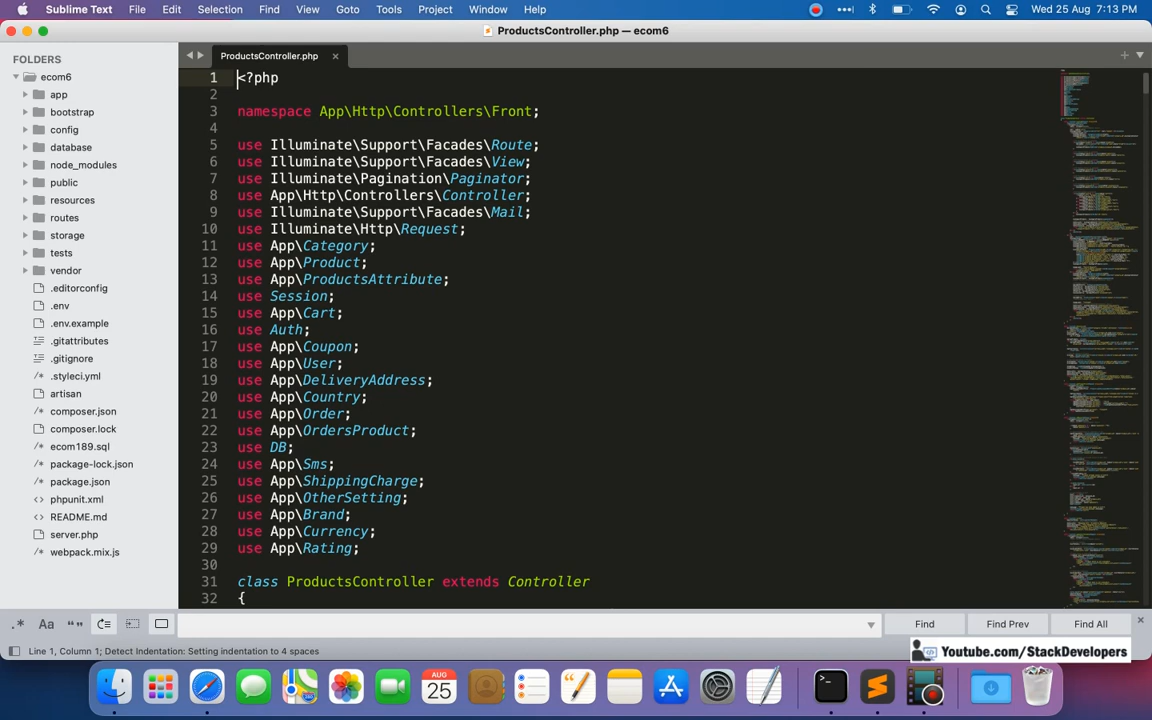 Sublime Text File Edit Selection Find View Goto Tools Project Window Help Wed 25 Aug 7:13 PM
ProductsController.php — ecom6
FOLDERS
ecom6
app
bootstrap
config
database
node_modules
public
resources
routes
storage
tests
vendor
.editorconfig
.env
.env.example
.gitattributes
.gitignore
.styleci.yml
artisan
composer.json
composer.lock
ecom189.sql
package-lock.json
package.json
phpunit.xml
README.md
server.php
webpack.mix.js
ProductsController.php ×
1 <?php
2
3 namespace App\Http\Controllers\Front;
4
5 use Illuminate\Support\Facades\Route;
6 use Illuminate\Support\Facades\View;
7 use Illuminate\Pagination\Paginator;
8 use App\Http\Controllers\Controller;
9 use Illuminate\Support\Facades\Mail;
10 use Illuminate\Http\Request;
11 use App\Category;
12 use App\Product;
13 use App\ProductsAttribute;
14 use Session;
15 use App\Cart;
16 use Auth;
17 use App\Coupon;
18 use App\User;
19 use App\DeliveryAddress;
20 use App\Country;
21 use App\Order;
22 use App\OrdersProduct;
23 use DB;
24 use App\Sms;
25 use App\ShippingCharge;
26 use App\OtherSetting;
27 use App\Brand;
28 use App\Currency;
29 use App\Rating;
30
31 class ProductsController extends Controller
32 {
.* Aa “” Find Find Prev Find All
Line 1, Column 1; Detect Indentation: Setting indentation to 4 spaces
Youtube.com/StackDevelopers
AUG
25